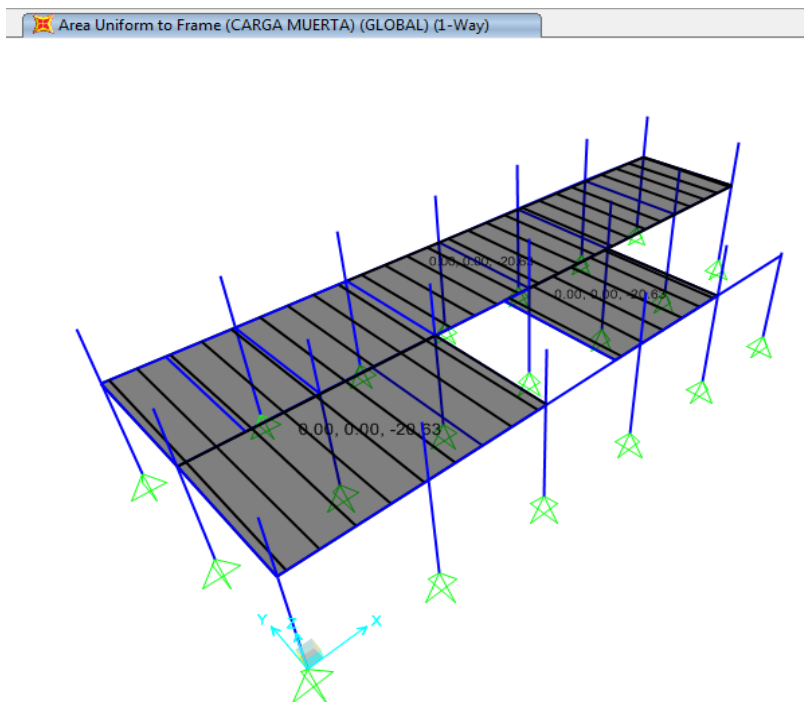 Area Uniform to Frame (CARGA MUERTA) (GLOBAL) (1-Way)
0.00, 0.00, -20.63
0.00, 0.00, -20.63
0.00, 0.00, -20.63
Y
Z
X